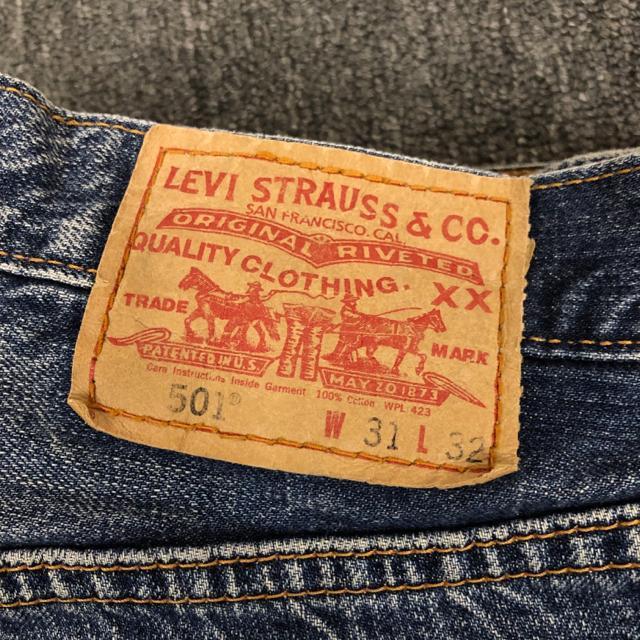 LEVI STRAUSS & CO.
SAN FRANCISCO. CAL.
ORIGINAL RIVETED
QUALITY CLOTHING. XX
TRADE MARK
PATENTED IN U.S. MAY 20 1873
Care Instructions Inside Garment 100% Cotton WPL 423
501® W 31 L 32